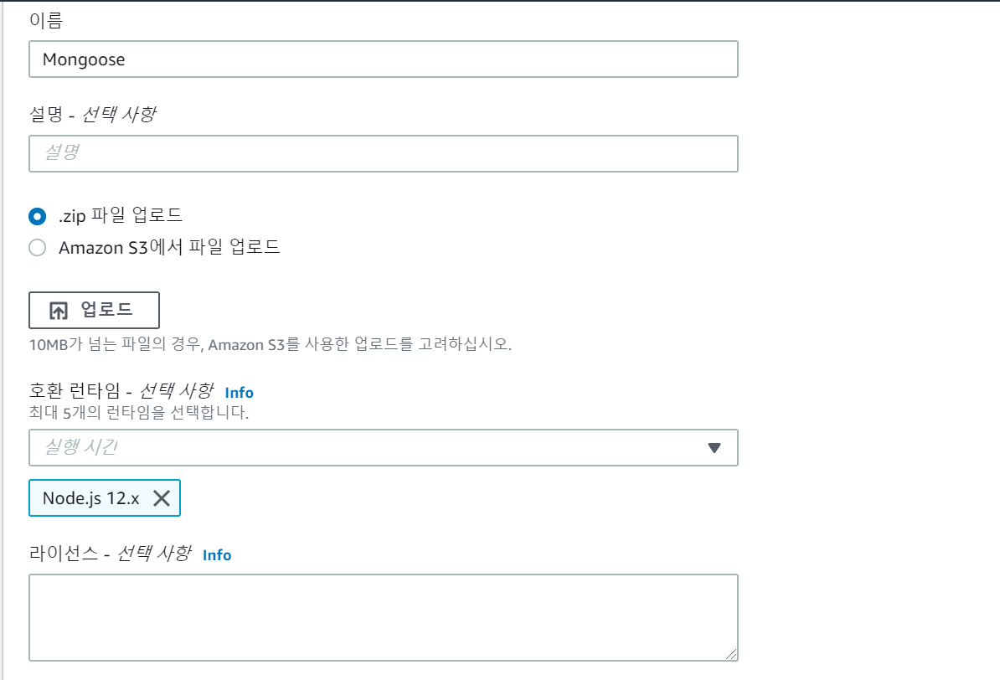 이름
Mongoose
설명 - 선택 사항
설명
.zip 파일 업로드
Amazon S3에서 파일 업로드
업로드
10MB가 넘는 파일의 경우, Amazon S3를 사용한 업로드를 고려하십시오.
호환 런타임 - 선택 사항 Info
최대 5개의 런타임을 선택합니다.
실행 시간
Node.js 12.x
라이선스 - 선택 사항 Info